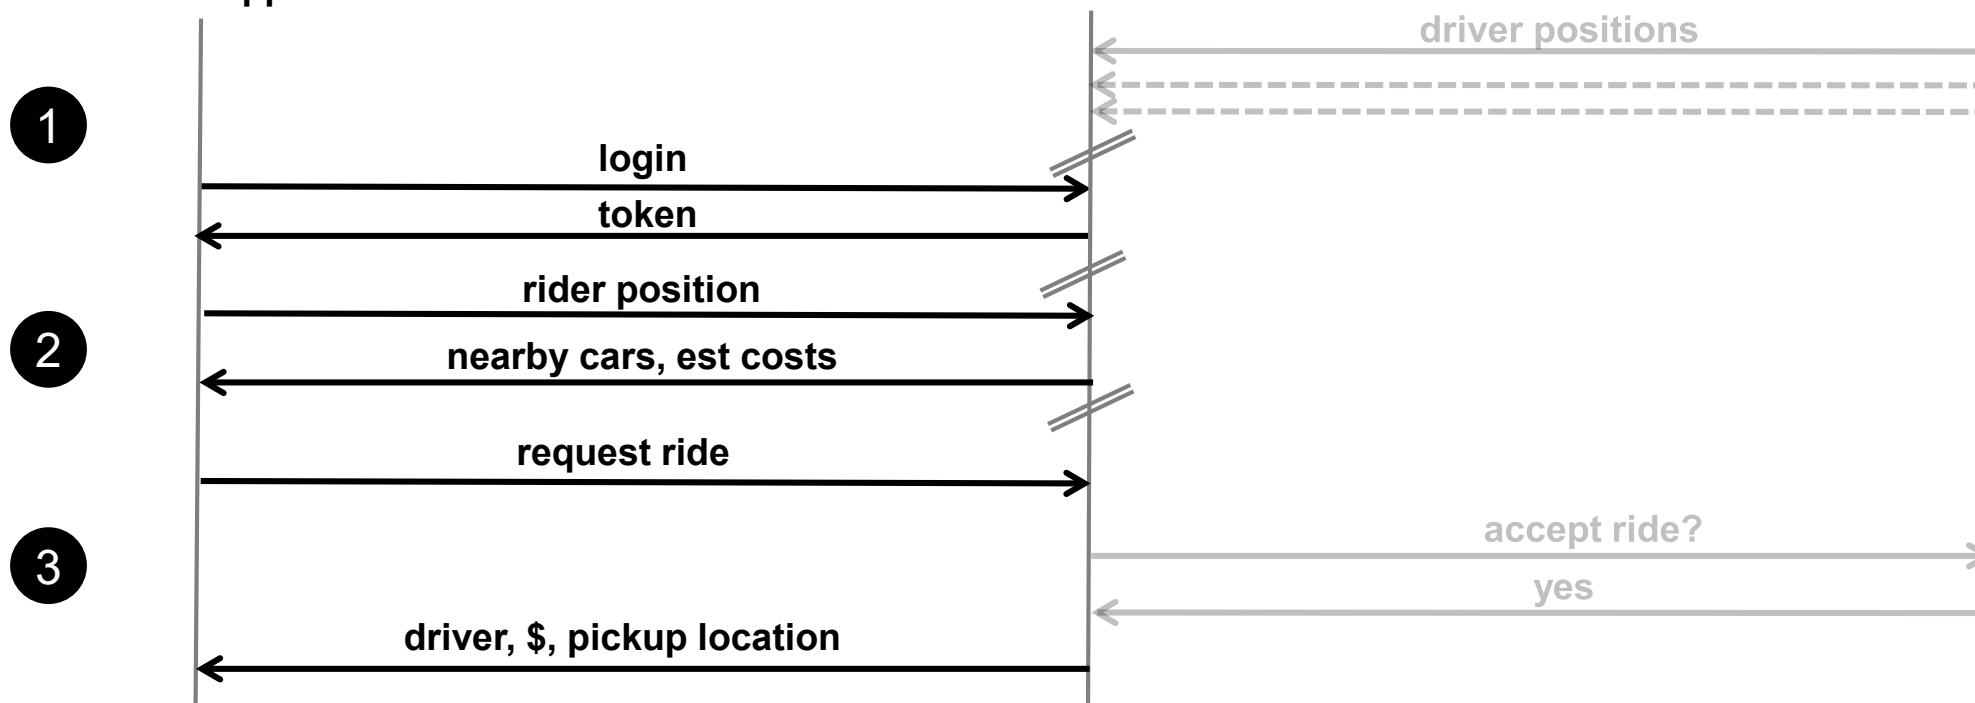 driver positions
1
login
token
rider position
2
nearby cars, est costs
request ride
accept ride?
3
yes
driver, $, pickup location